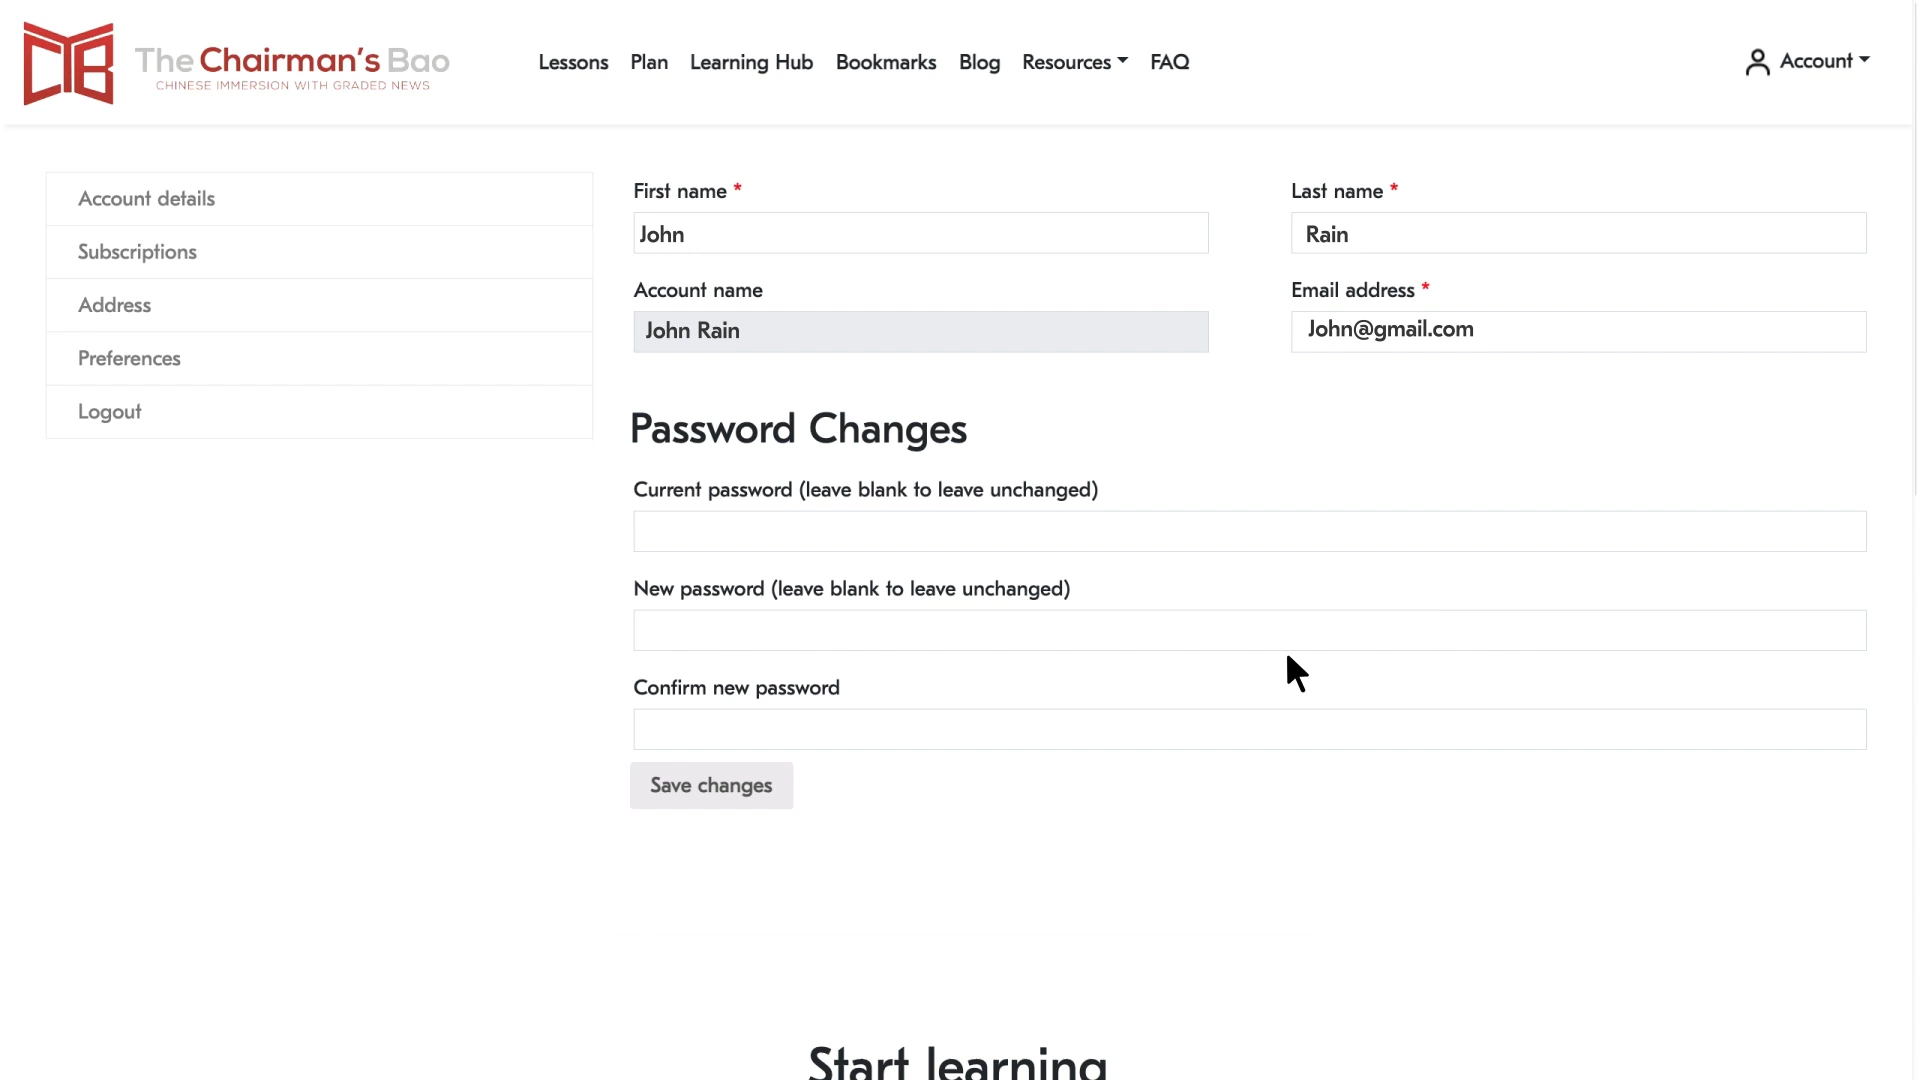 The Chairman's Bao
CHINESE IMMERSION WITH GRADED NEWS
Lessons Plan Learning Hub Bookmarks Blog Resources FAQ
Account
Account details
Subscriptions
Address
Preferences
Logout
First name *
John
Last name *
Rain
Account name
John Rain
Email address *
John@gmail.com
Password Changes
Current password (leave blank to leave unchanged)
New password (leave blank to leave unchanged)
Confirm new password
Save changes
Start learning